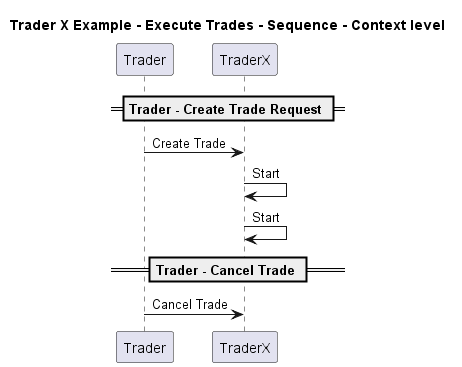 Trader X Example - Execute Trades - Sequence - Context level
Trader TraderX
Trader - Create Trade Request
Create Trade
Start
Start
Trader - Cancel Trade
Cancel Trade
Trader TraderX